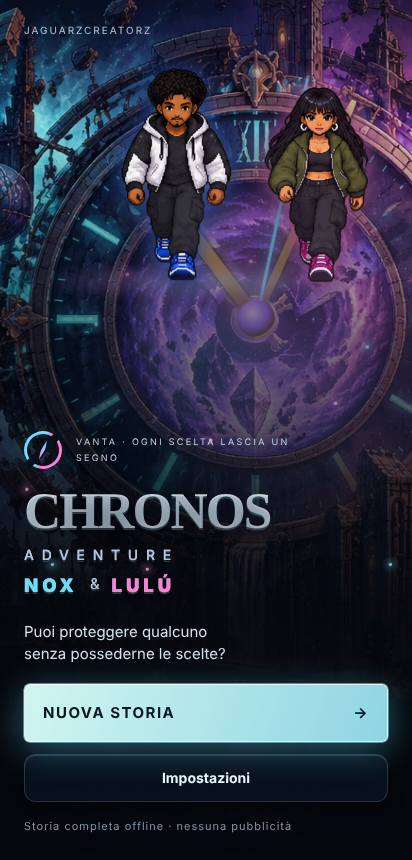 JAGUARZCREATORZ
XII
VANTA · OGNI SCELTA LASCIA UN
SEGNO
CHRONOS
ADVENTURE
NOX & LULÚ
Puoi proteggere qualcuno
senza possederne le scelte?
NUOVA STORIA →
Impostazioni
Storia completa offline · nessuna pubblicità